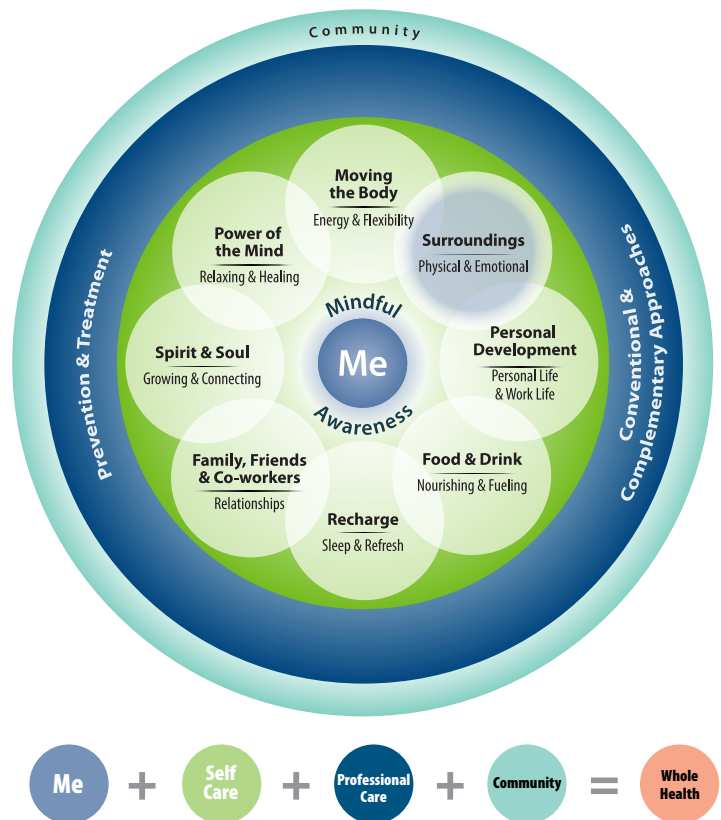 Community
Moving
the Body
Energy & Flexibility
Surroundings
Physical & Emotional
Power of
the Mind
Relaxing & Healing
Prevention & Treatment
Conventional &
Complementary Approaches
Mindful
Me
Awareness
Personal
Development
Personal Life
& Work Life
Spirit & Soul
Growing & Connecting
Family, Friends
& Co-workers
Relationships
Food & Drink
Nourishing & Fueling
Recharge
Sleep & Refresh
Me + Self Care + Professional Care + Community = Whole Health